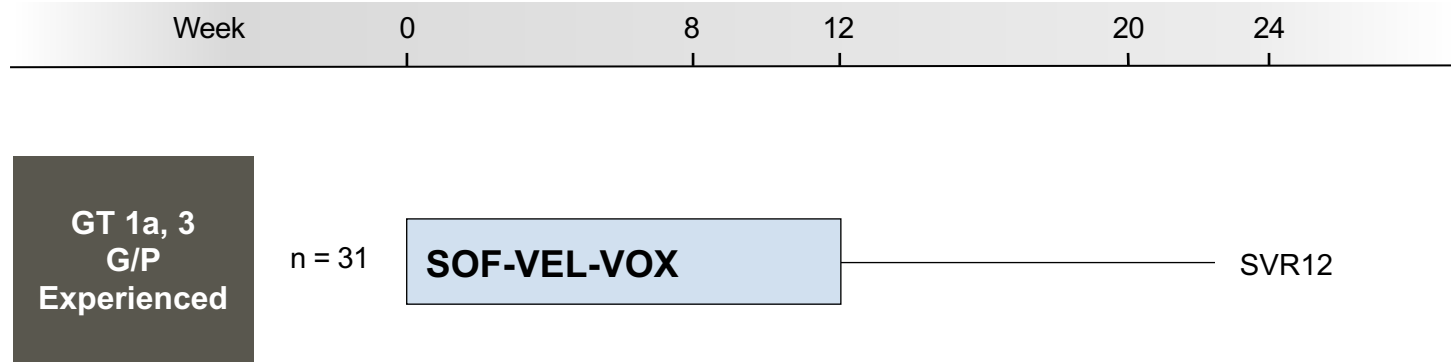 Week 0 8 12 20 24
GT 1a, 3
G/P
Experienced
n = 31
SOF-VEL-VOX
SVR12